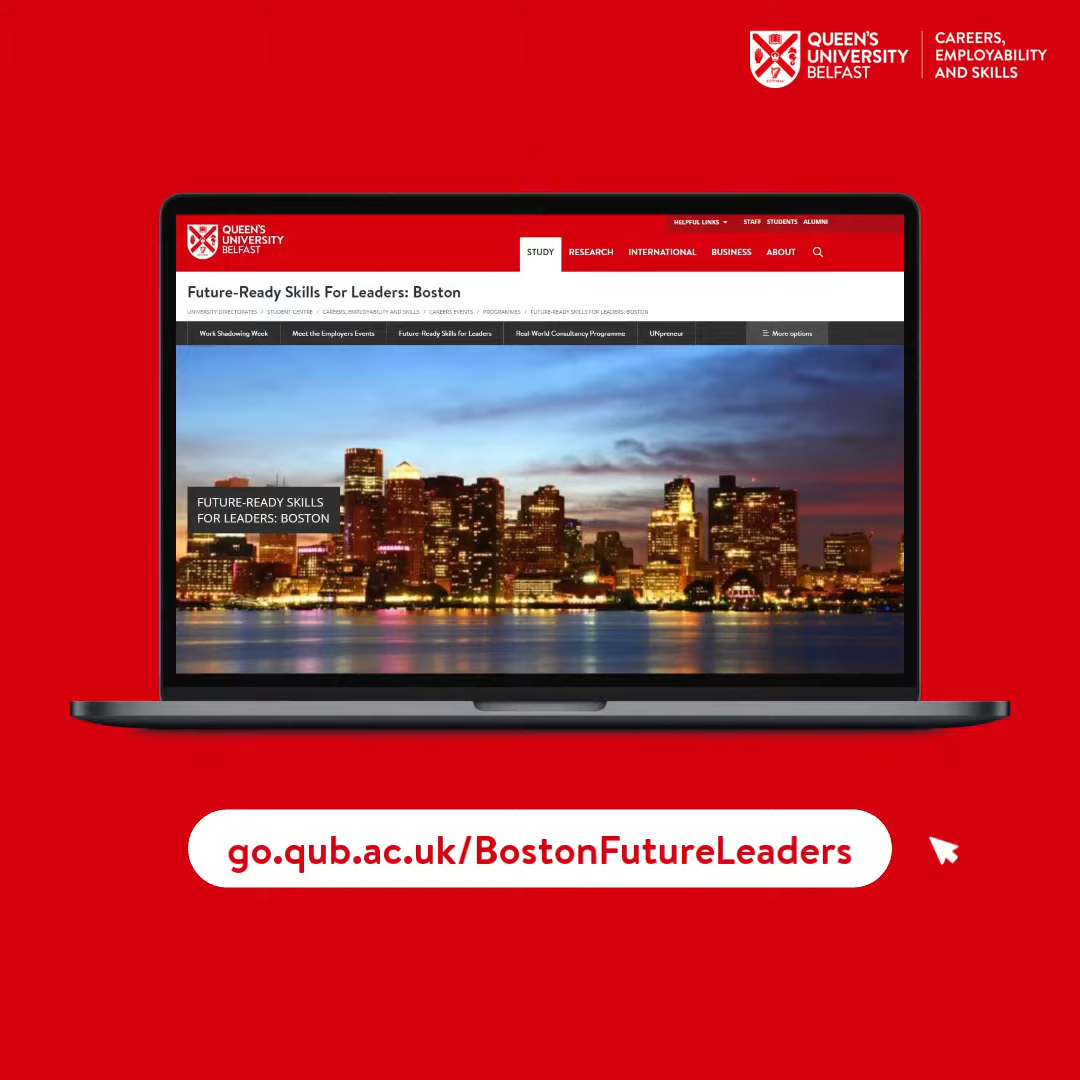 QUEEN'S
UNIVERSITY
BELFAST
CAREERS,
EMPLOYABILITY
AND SKILLS
HELPFUL LINKS STAFF STUDENTS ALUMNI
QUEEN'S
UNIVERSITY
BELFAST
STUDY RESEARCH INTERNATIONAL BUSINESS ABOUT
Future-Ready Skills For Leaders: Boston
UNIVERSITY DIRECTORATES / STUDENT CENTRE / CAREERS, EMPLOYABILITY AND SKILLS / CAREERS EVENTS / PROGRAMMES / FUTURE-READY SKILLS FOR LEADERS: BOSTON
Work Shadowing Week Meet the Employers Events Future-Ready Skills for Leaders Real-World Consultancy Programme UNpreneur More options
FUTURE-READY SKILLS
FOR LEADERS: BOSTON
go.qub.ac.uk/BostonFutureLeaders